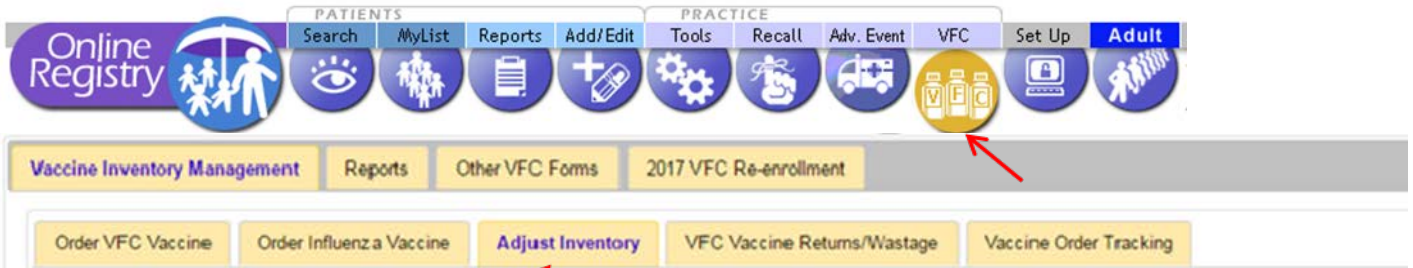 PATIENTS PRACTICE
Online Registry
Search MyList Reports Add/Edit Tools Recall Adv. Event VFC Set Up Adult
V F C
Vaccine Inventory Management Reports Other VFC Forms 2017 VFC Re-enrollment
Order VFC Vaccine Order Influenza Vaccine Adjust Inventory VFC Vaccine Returns/Wastage Vaccine Order Tracking